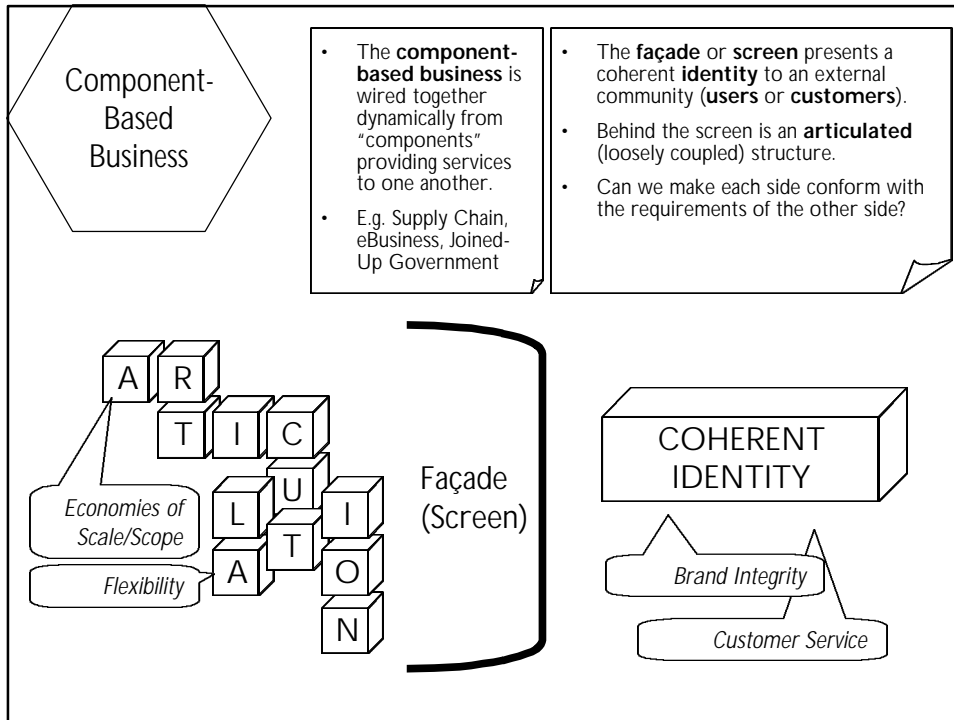 Component-
Based
Business
• The component-
based business is
wired together
dynamically from
“components”
providing services
to one another.
• E.g. Supply Chain,
eBusiness, Joined-
Up Government
• The façade or screen presents a
coherent identity to an external
community (users or customers).
• Behind the screen is an articulated
(loosely coupled) structure.
• Can we make each side conform with
the requirements of the other side?
A R
T I C
U
L I
T
A O
N
Economies of
Scale/Scope
Flexibility
Façade
(Screen)
COHERENT
IDENTITY
Brand Integrity
Customer Service